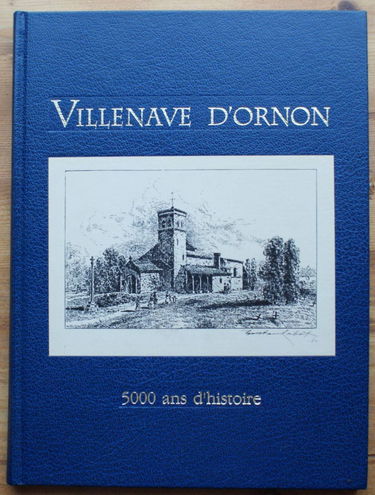 VILLENAVE D'ORNON
5000 ans d'histoire